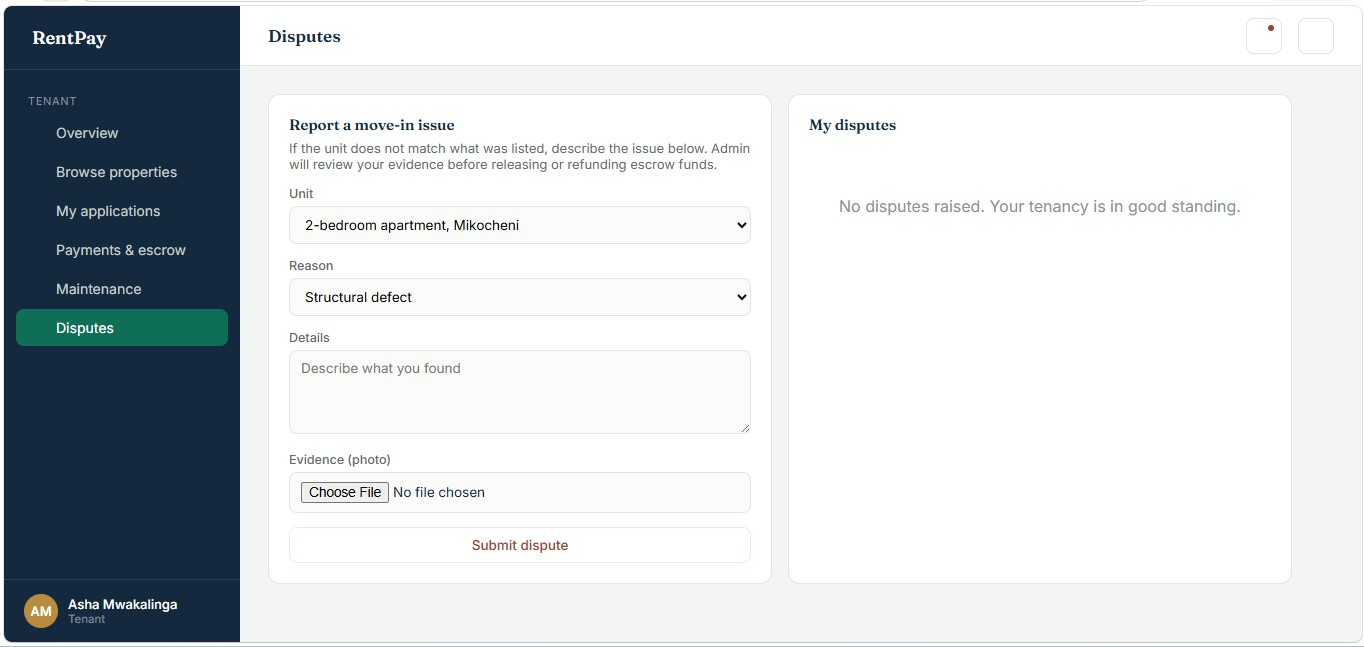 RentPay
TENANT
Overview
Browse properties
My applications
Payments & escrow
Maintenance
Disputes
AM
Asha Mwakalinga
Tenant
Disputes
Report a move-in issue
If the unit does not match what was listed, describe the issue below. Admin
will review your evidence before releasing or refunding escrow funds.
Unit
2-bedroom apartment, Mikocheni
Reason
Structural defect
Details
Describe what you found
Evidence (photo)
Choose File No file chosen
Submit dispute
My disputes
No disputes raised. Your tenancy is in good standing.